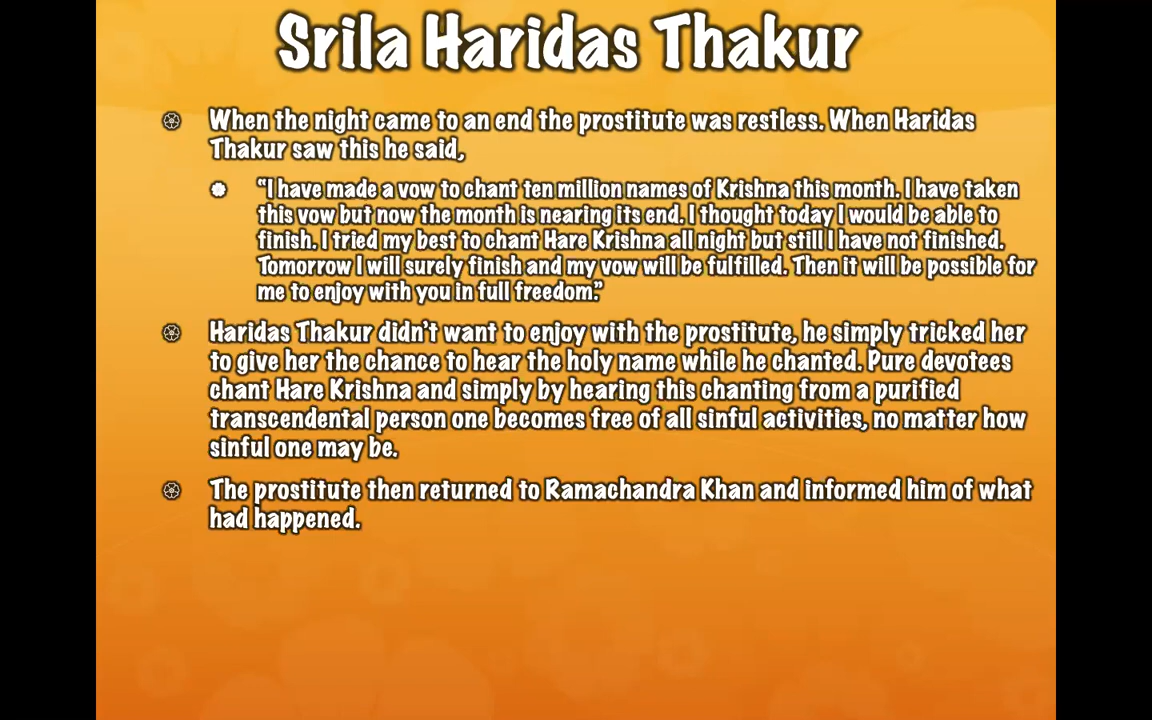 Srila Haridas Thakur
When the night came to an end the prostitute was restless. When Haridas
Thakur saw this he said,
“I have made a vow to chant ten million names of Krishna this month. I have taken
this vow but now the month is nearing its end. I thought today I would be able to
finish. I tried my best to chant Hare Krishna all night but still I have not finished.
Tomorrow I will surely finish and my vow will be fulfilled. Then it will be possible for
me to enjoy with you in full freedom.”
Haridas Thakur didn’t want to enjoy with the prostitute, he simply tricked her
to give her the chance to hear the holy name while he chanted. Pure devotees
chant Hare Krishna and simply by hearing this chanting from a purified
transcendental person one becomes free of all sinful activities, no matter how
sinful one may be.
The prostitute then returned to Ramachandra Khan and informed him of what
had happened.